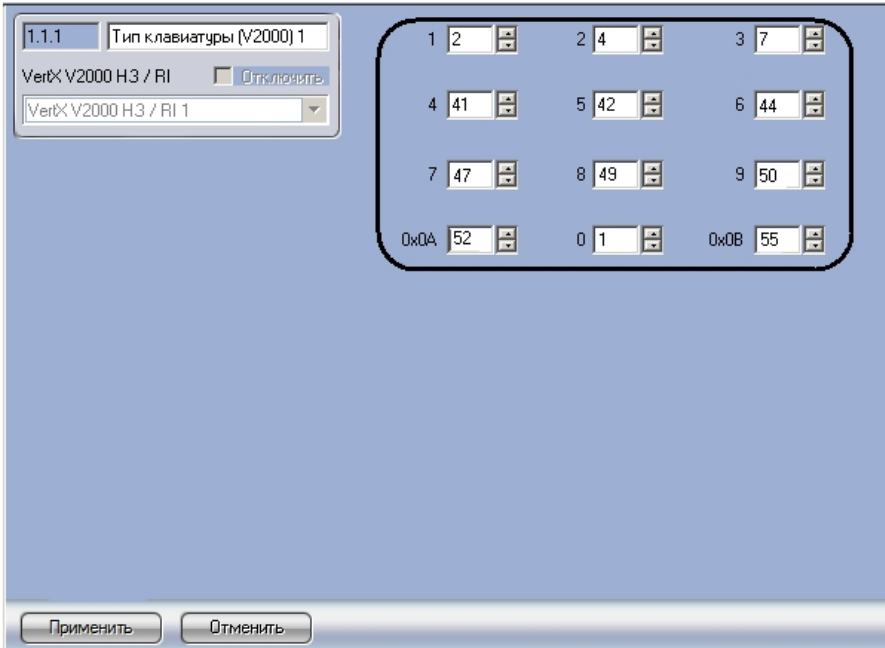 1.1.1 Тип клавиатуры (V2000) 1
VertX V2000 НЗ / RI Отключить
VertX V2000 НЗ / RI 1
1 2 2 4 3 7
4 41 5 42 6 44
7 47 8 49 9 50
0x0A 52 0 1 0x0B 55
Применить Отменить